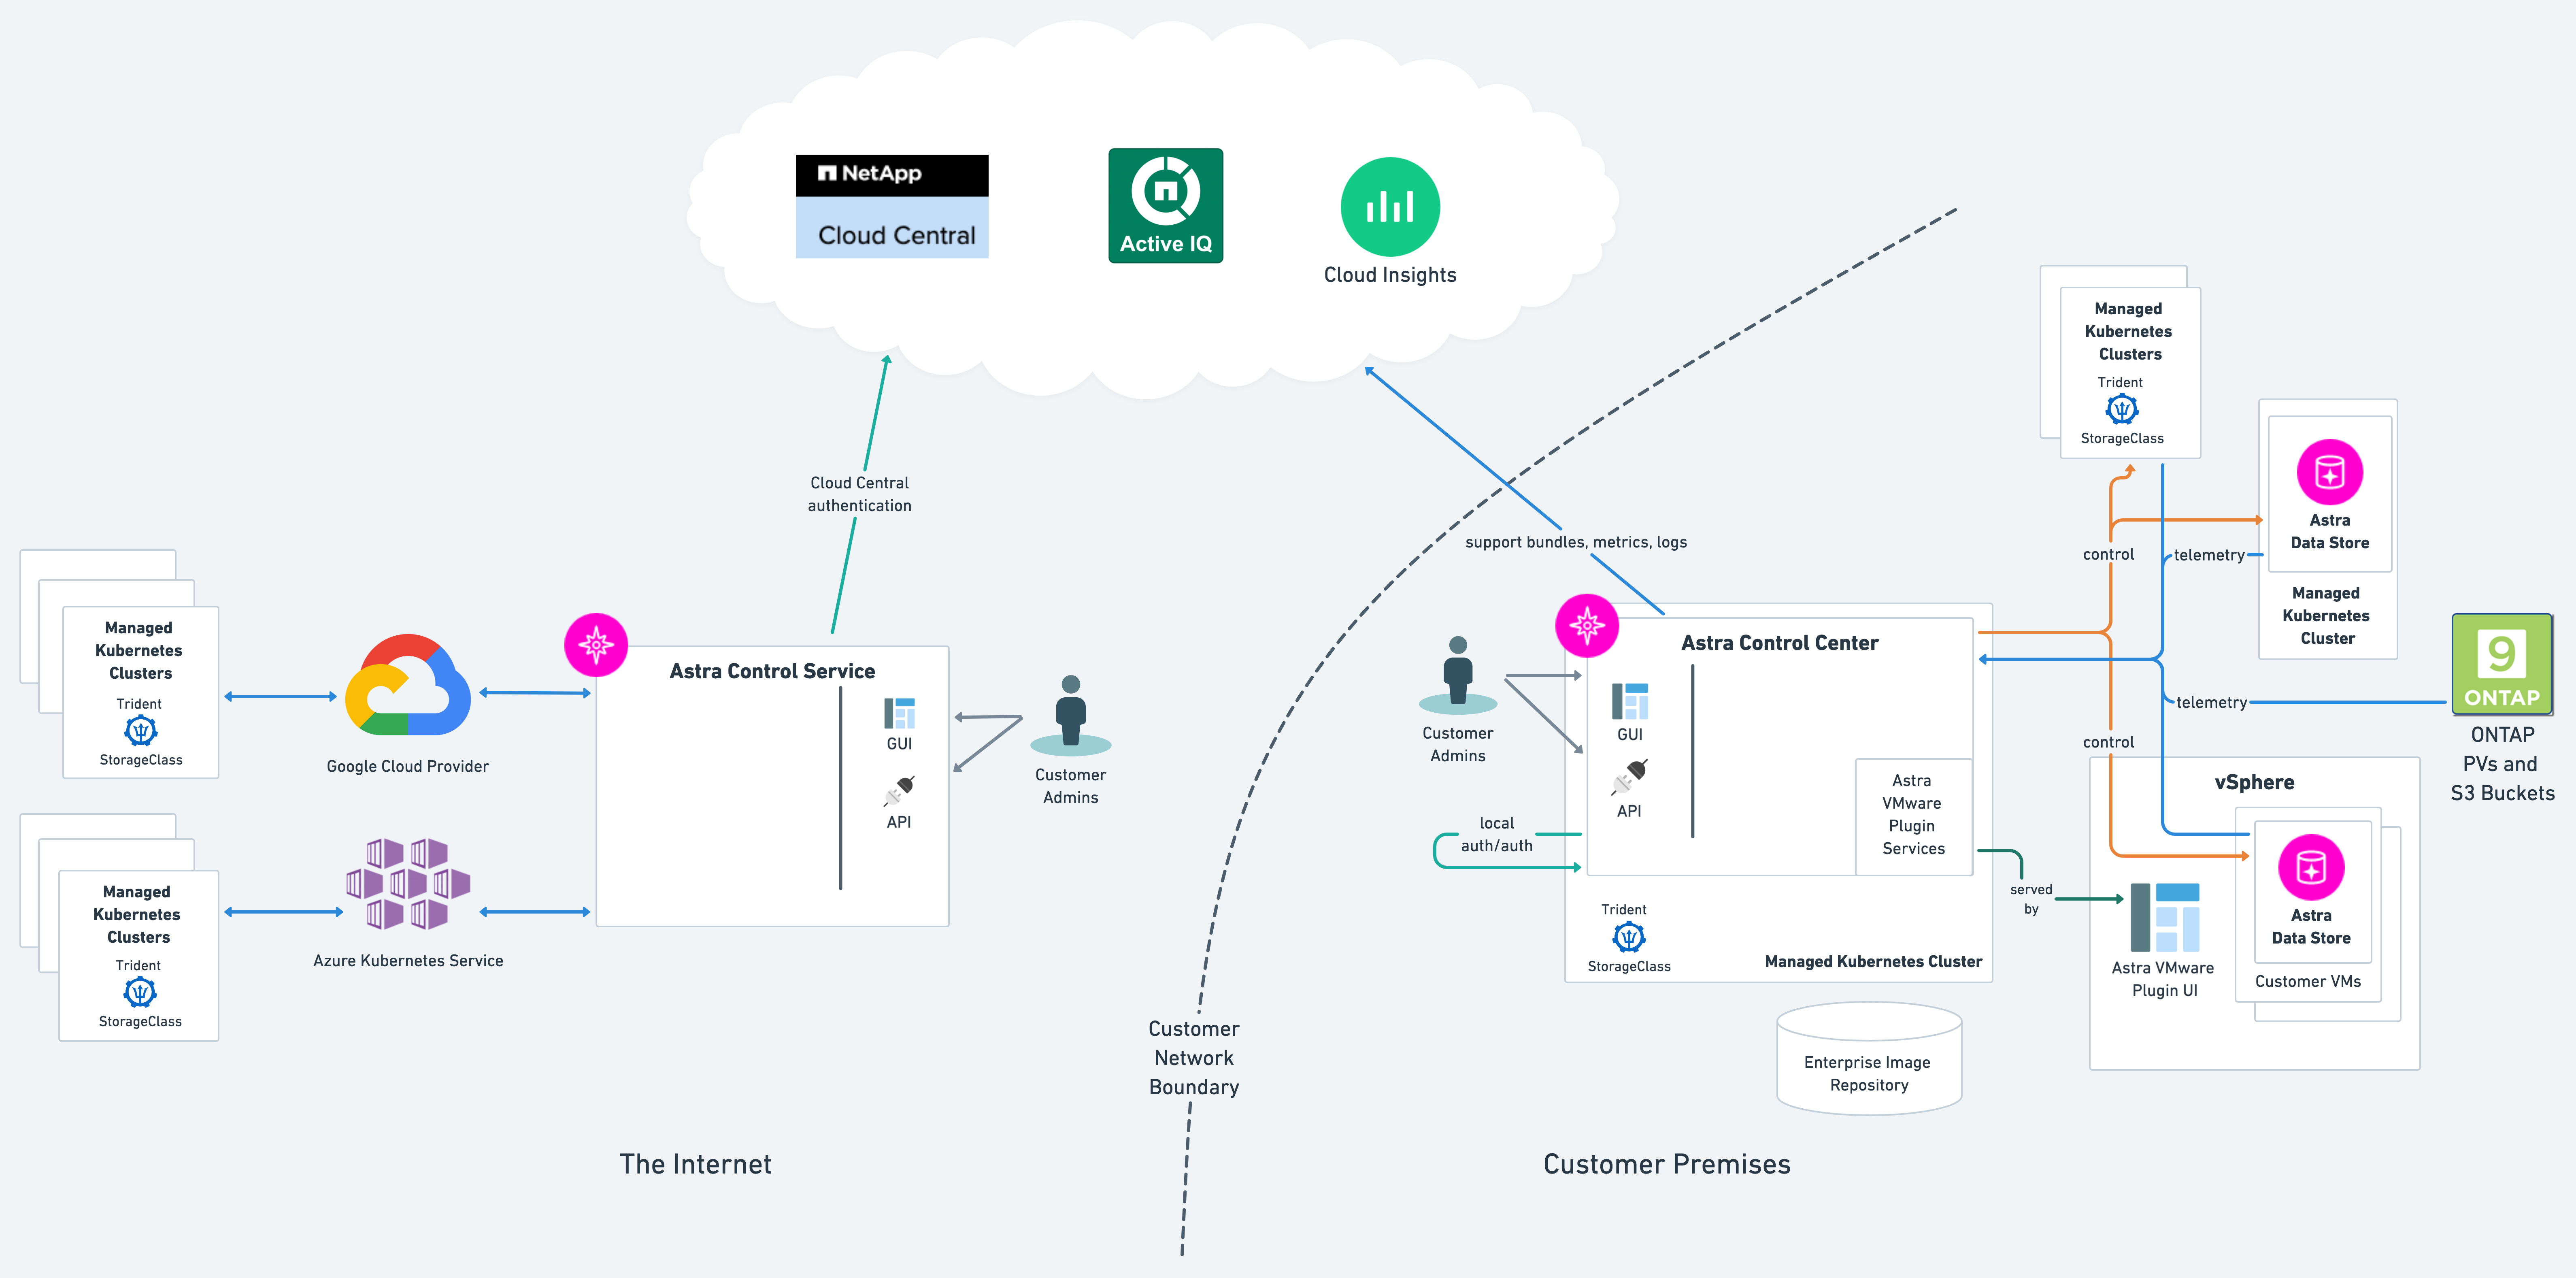 NetApp
Cloud Central
Active IQ
Cloud Insights
Cloud Central
authentication
support bundles, metrics, logs
Managed
Kubernetes
Clusters
Trident
StorageClass
Google Cloud Provider
Managed
Kubernetes
Clusters
Trident
StorageClass
Azure Kubernetes Service
Astra Control Service
GUI
API
Customer
Admins
Customer
Network
Boundary
The Internet
Customer
Admins
Astra Control Center
GUI
API
local
auth/auth
Astra
VMware
Plugin
Services
Trident
StorageClass
Managed Kubernetes Cluster
Enterprise Image
Repository
Customer Premises
Managed
Kubernetes
Clusters
Trident
StorageClass
control
telemetry
Astra
Data Store
Managed
Kubernetes
Cluster
telemetry
control
9
ONTAP
ONTAP
PVs and
S3 Buckets
served
by
vSphere
Astra VMware
Plugin UI
Astra
Data Store
Customer VMs